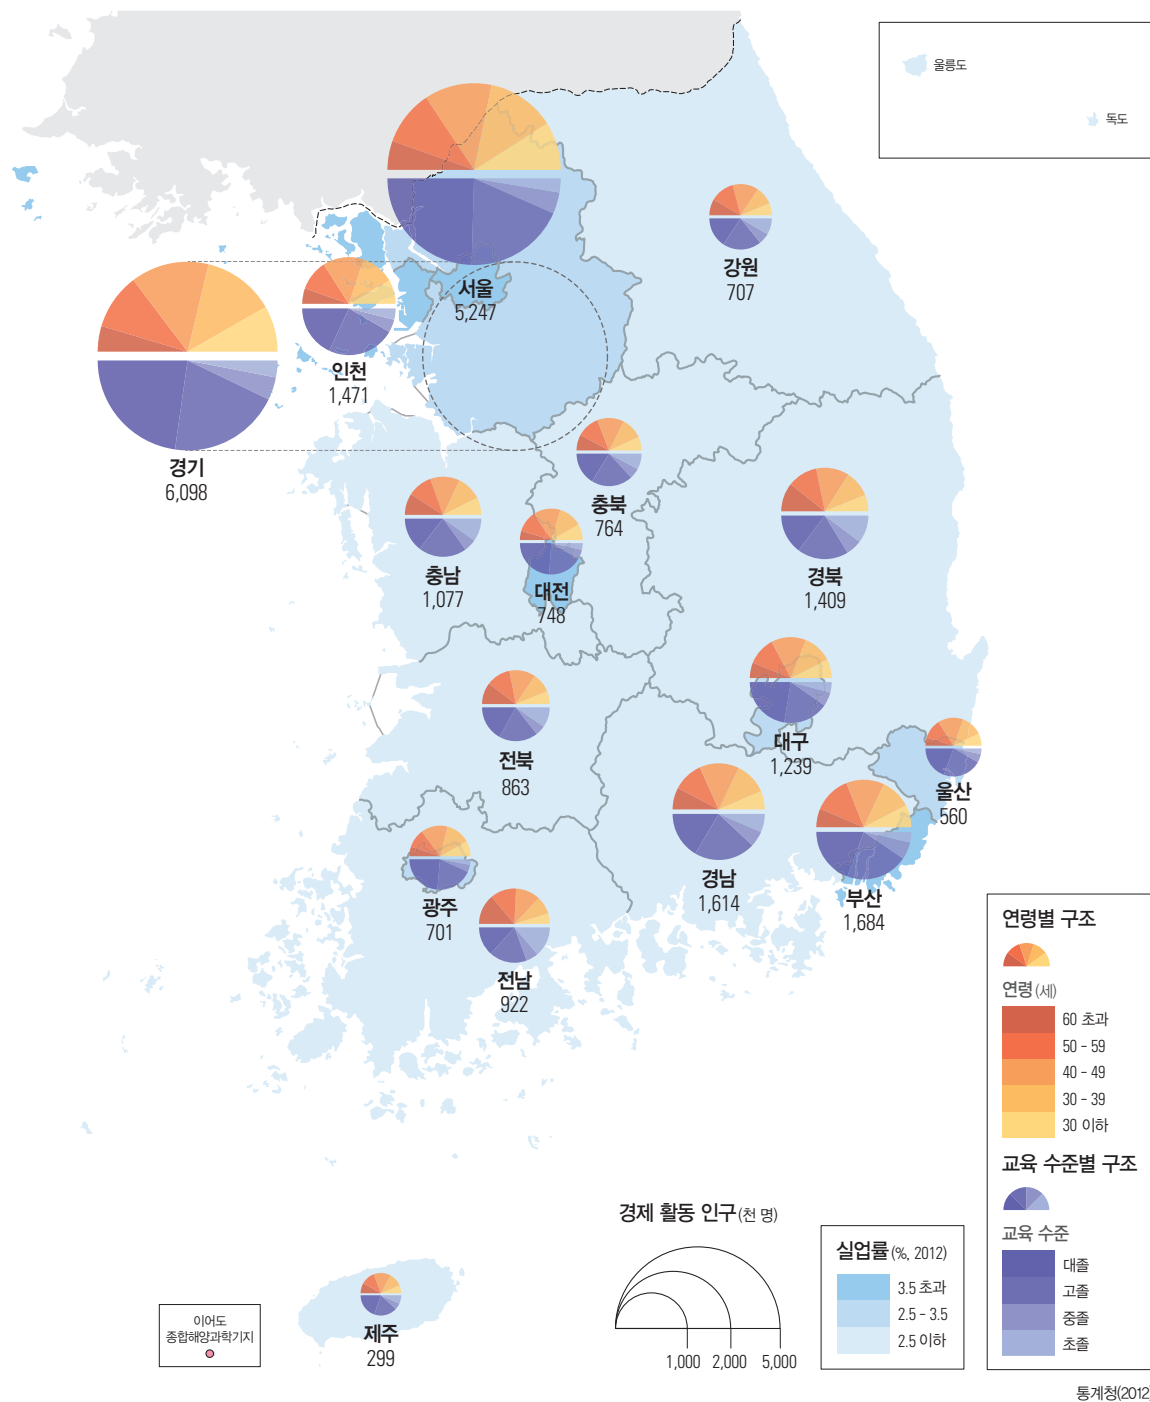 울릉도
독도
강원
707
서울
5,247
인천
1,471
경기
6,098
충북
764
충남
1,077
대전
748
경북
1,409
대구
1,239
전북
863
울산
560
경남
1,614
부산
1,684
광주
701
전남
922
제주
299
이어도
종합해양과학기지
경제 활동 인구(천 명)
1,000
2,000
5,000
실업률(%, 2012)
3.5 초과
2.5 - 3.5
2.5 이하
연령별 구조
연령(세)
60 초과
50 - 59
40 - 49
30 - 39
30 이하
교육 수준별 구조
교육 수준
대졸
고졸
중졸
초졸
통계청(2012)